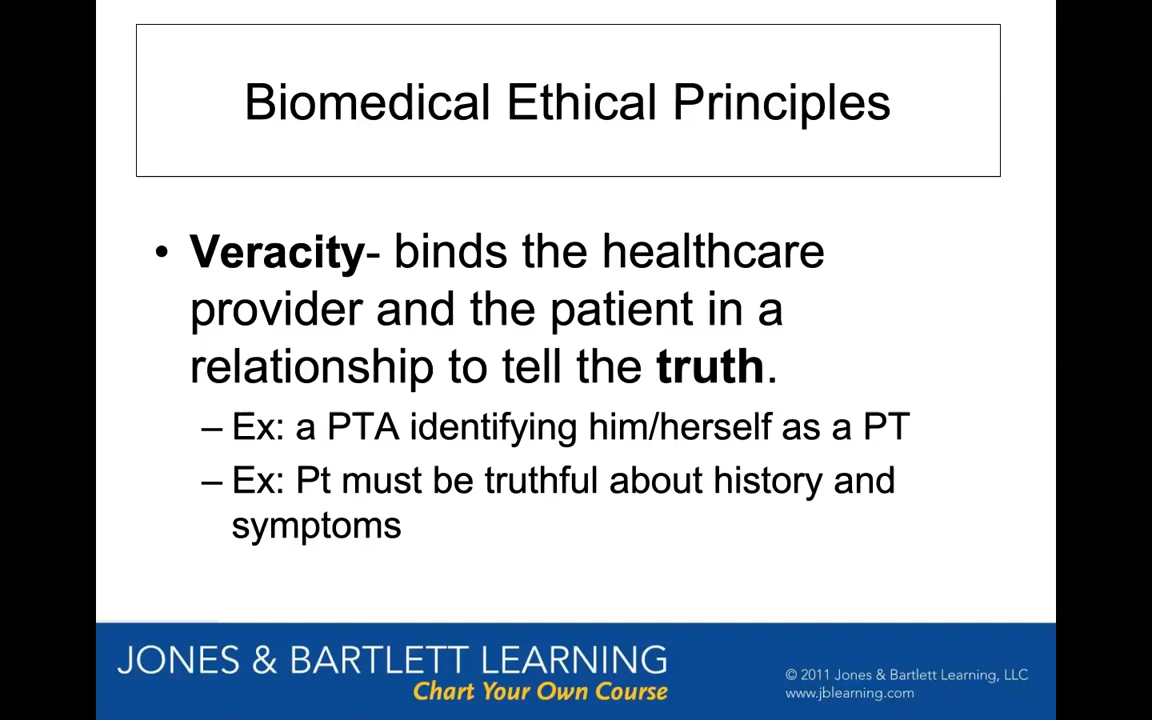 Biomedical Ethical Principles
• Veracity- binds the healthcare
provider and the patient in a
relationship to tell the truth.
– Ex: a PTA identifying him/herself as a PT
– Ex: Pt must be truthful about history and
symptoms
JONES & BARTLETT LEARNING
Chart Your Own Course
© 2011 Jones & Bartlett Learning, LLC
www.jblearning.com